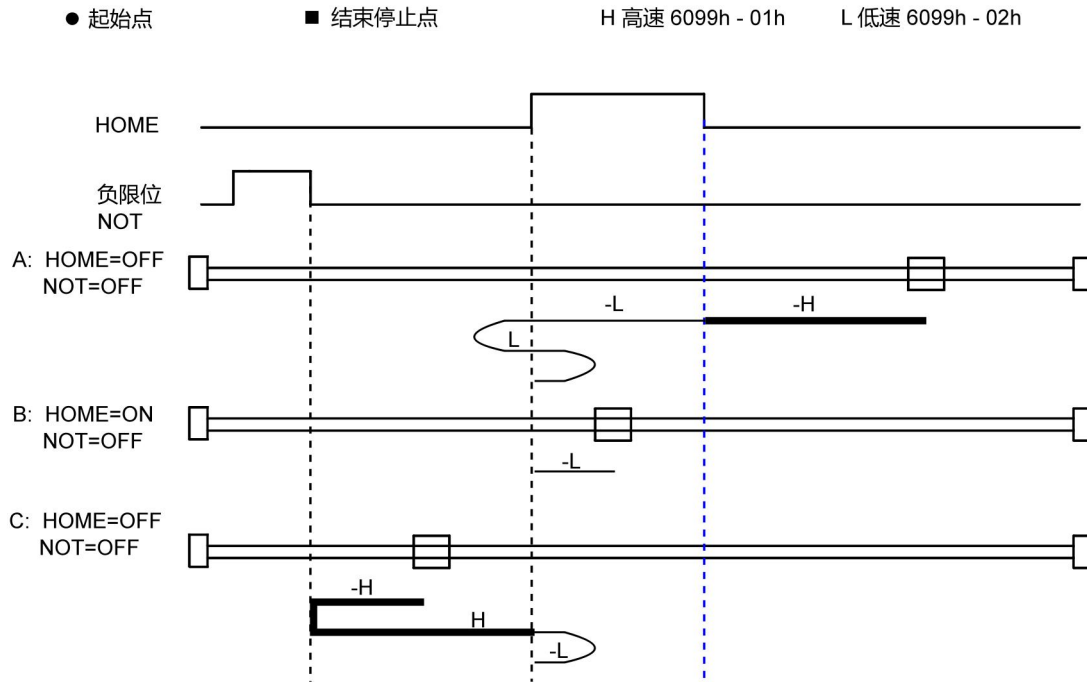 ● 起始点 ■ 结束停止点 H 高速 6099h - 01h L 低速 6099h - 02h
HOME
负限位
NOT
A: HOME=OFF
NOT=OFF
-L -H
L
B: HOME=ON
NOT=OFF
-L
C: HOME=OFF
NOT=OFF
-H
H
-L